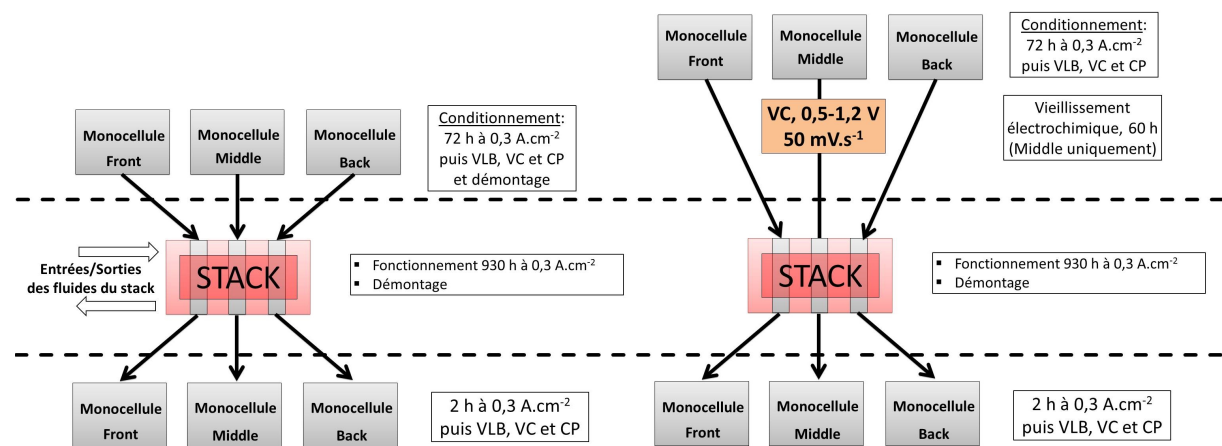 Monocellule
Front
Monocellule
Middle
Monocellule
Back
Conditionnement:
72 h à 0,3 A.cm-2
puis VLB, VC et CP
et démontage
Entrées/Sorties
des fluides du stack
STACK
▪ Fonctionnement 930 h à 0,3 A.cm-2
▪ Démontage
Monocellule
Front
Monocellule
Middle
Monocellule
Back
2 h à 0,3 A.cm-2
puis VLB, VC et CP
Monocellule
Front
Monocellule
Middle
Monocellule
Back
Conditionnement:
72 h à 0,3 A.cm-2
puis VLB, VC et CP
VC, 0,5-1,2 V
50 mV.s-1
Vieillissement
électrochimique, 60 h
(Middle uniquement)
STACK
▪ Fonctionnement 930 h à 0,3 A.cm-2
▪ Démontage
Monocellule
Front
Monocellule
Middle
Monocellule
Back
2 h à 0,3 A.cm-2
puis VLB, VC et CP